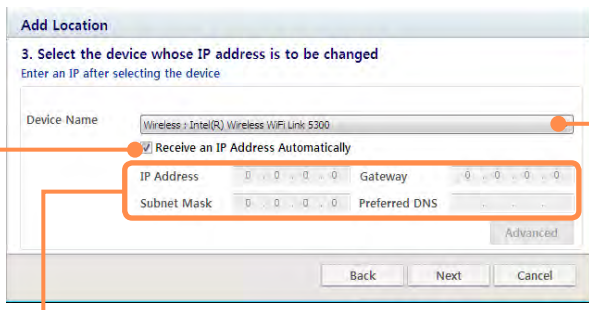 Add Location
3. Select the device whose IP address is to be changed
Enter an IP after selecting the device
Device Name
Wireless : Intel(R) Wireless WiFi Link 5300
Receive an IP Address Automatically
IP Address 0 . 0 . 0 . 0 Gateway 0 . 0 . 0 . 0
Subnet Mask 0 . 0 . 0 . 0 Preferred DNS . . .
Advanced
Back Next Cancel